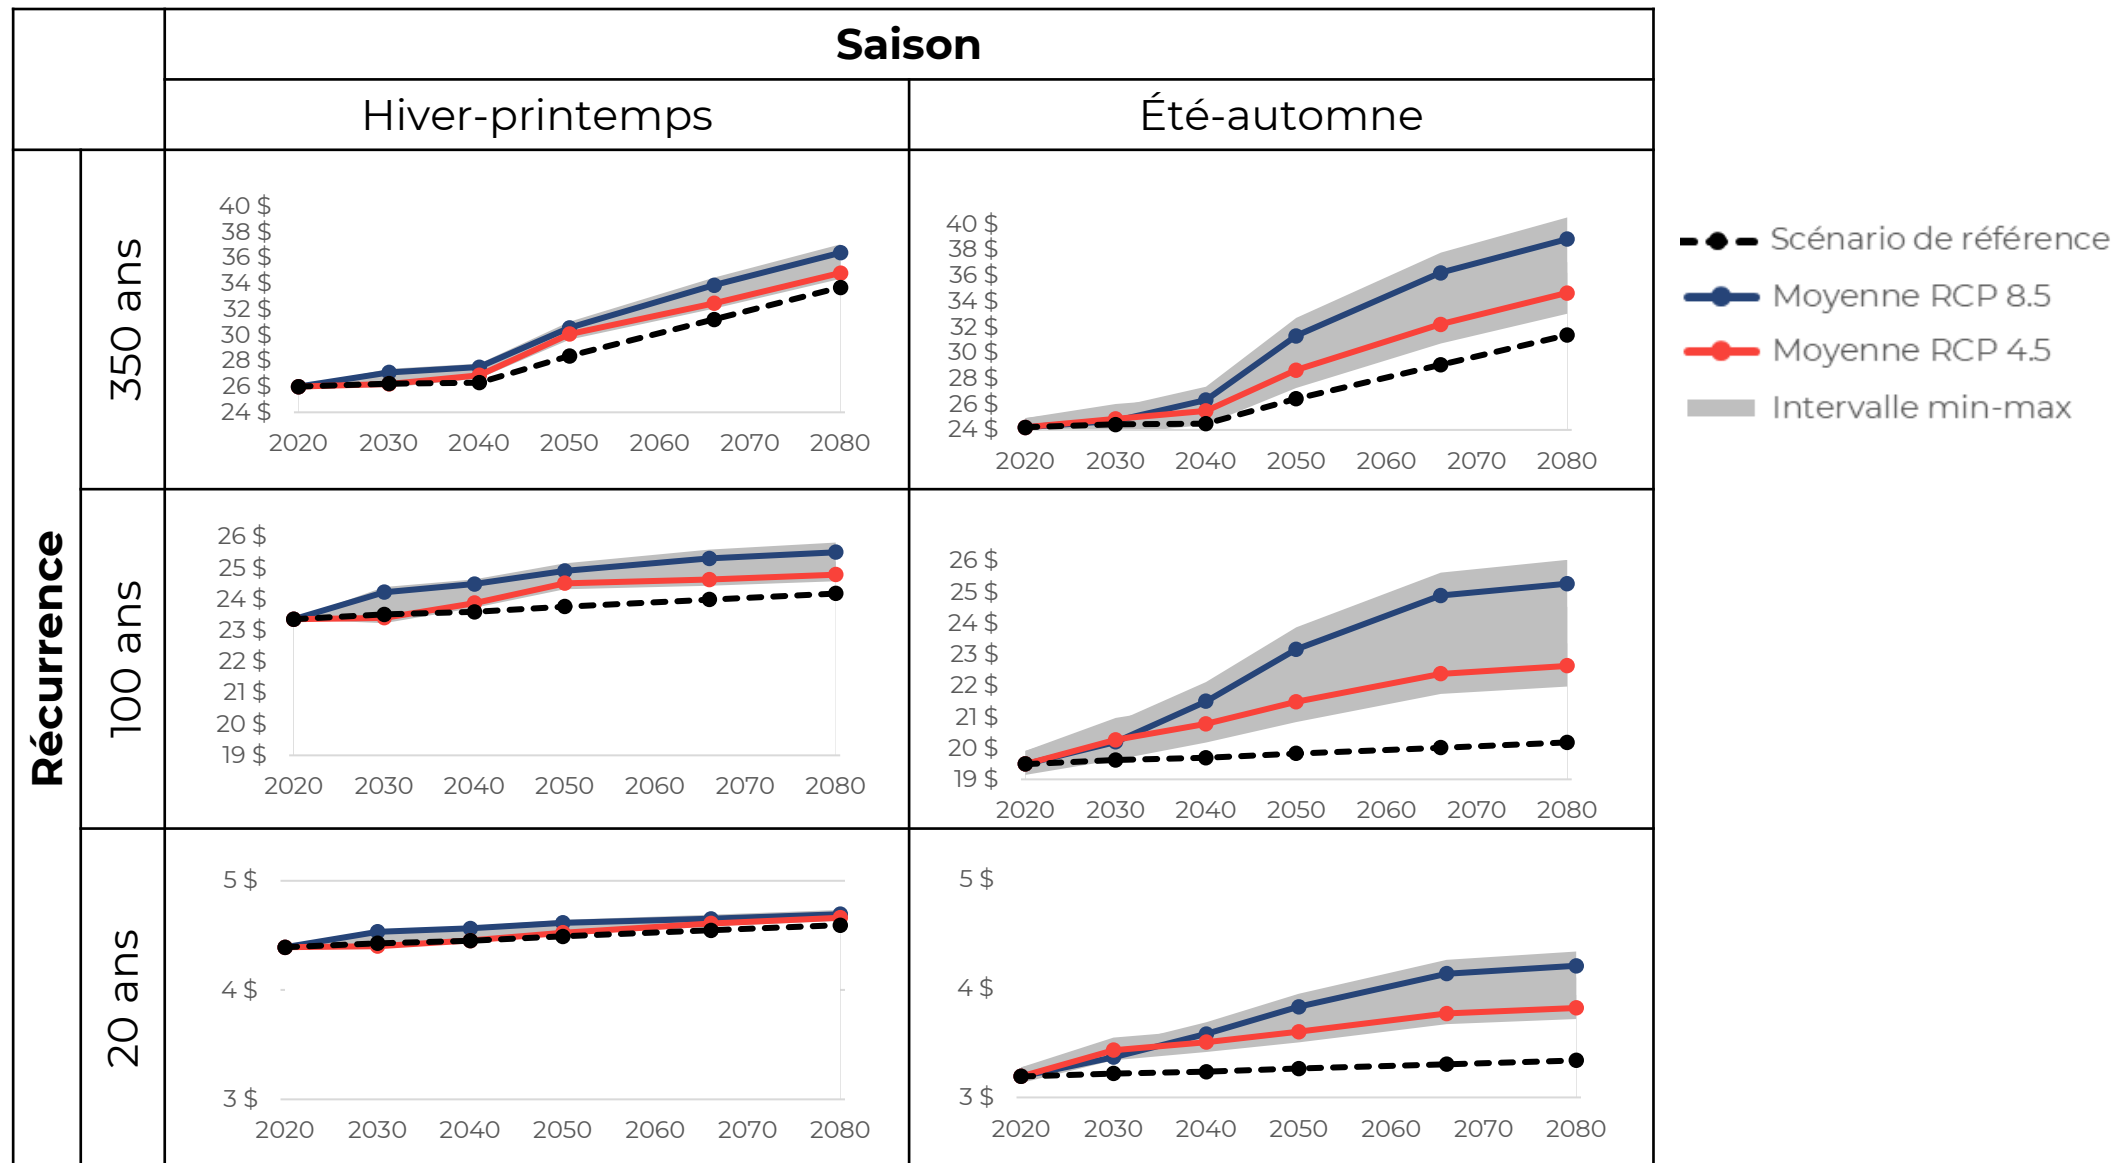 Saison
Hiver-printemps
Été-automne
Récurrence
350 ans
40 $
38 $
36 $
34 $
32 $
30 $
28 $
26 $
24 $
2020 2030 2040 2050 2060 2070 2080
40 $
38 $
36 $
34 $
32 $
30 $
28 $
26 $
24 $
2020 2030 2040 2050 2060 2070 2080
100 ans
26 $
25 $
24 $
23 $
22 $
21 $
20 $
19 $
2020 2030 2040 2050 2060 2070 2080
26 $
25 $
24 $
23 $
22 $
21 $
20 $
19 $
2020 2030 2040 2050 2060 2070 2080
20 ans
5 $
4 $
3 $
2020 2030 2040 2050 2060 2070 2080
5 $
4 $
3 $
2020 2030 2040 2050 2060 2070 2080
Scénario de référence
Moyenne RCP 8.5
Moyenne RCP 4.5
Intervalle min-max